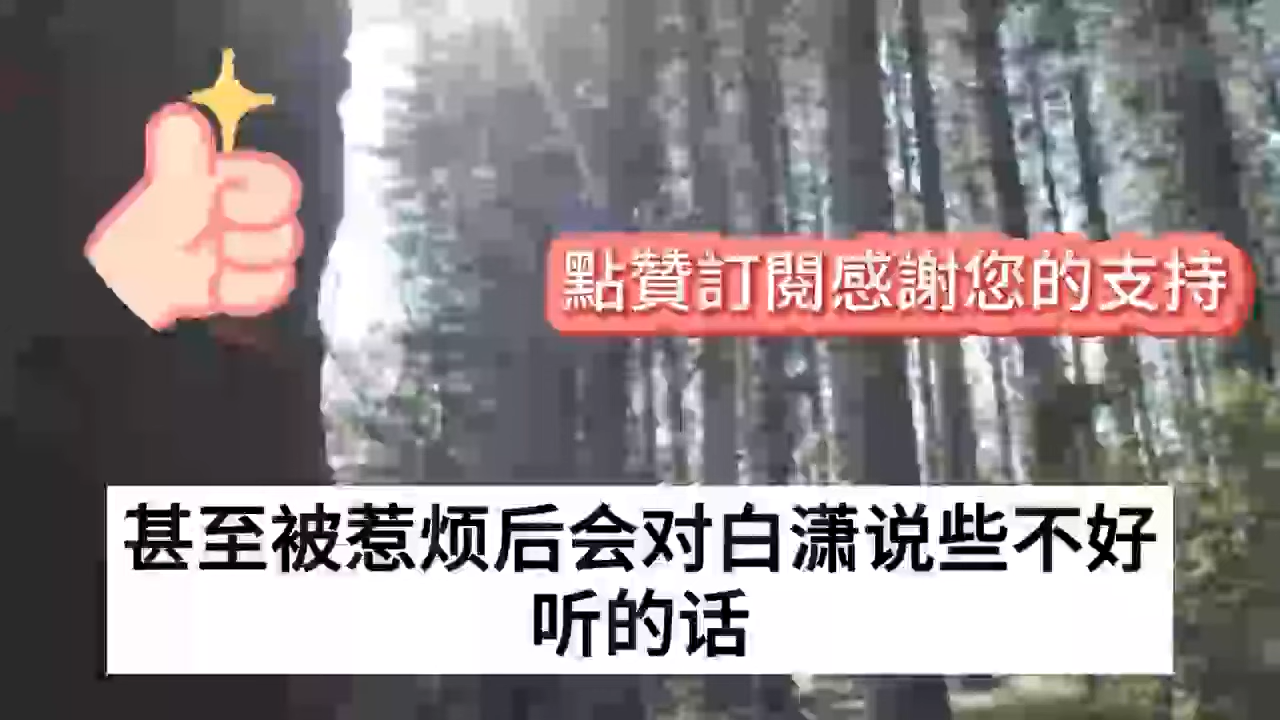 點贊訂閱感謝您的支持
甚至被惹烦后会对白潇说些不好
听的话